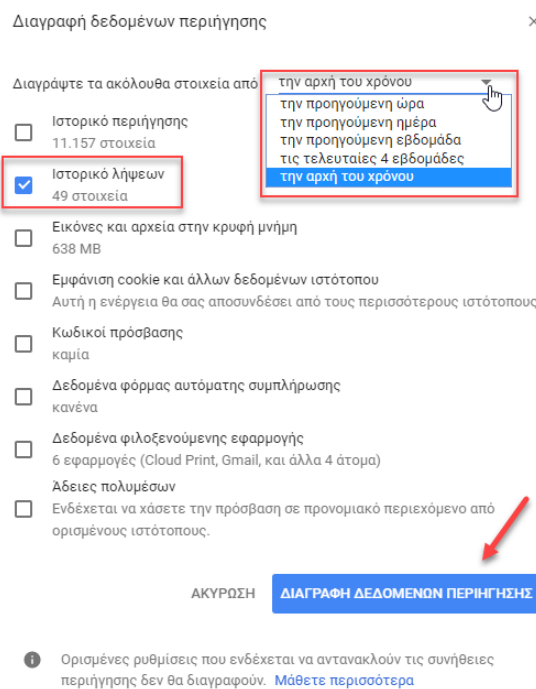 Διαγραφή δεδομένων περιήγησης
Διαγράψτε τα ακόλουθα στοιχεία από την αρχή του χρόνου
την προηγούμενη ώρα
την προηγούμενη ημέρα
την προηγούμενη εβδομάδα
τις τελευταίες 4 εβδομάδες
την αρχή του χρόνου
Ιστορικό περιήγησης
11.157 στοιχεία
Ιστορικό λήψεων
49 στοιχεία
Εικόνες και αρχεία στην κρυφή μνήμη
638 MB
Εμφάνιση cookie και άλλων δεδομένων ιστότοπου
Αυτή η ενέργεια θα σας αποσυνδέσει από τους περισσότερους ιστότοπους
Κωδικοί πρόσβασης
καμία
Δεδομένα φόρμας αυτόματης συμπλήρωσης
κανένα
Δεδομένα φιλοξενούμενης εφαρμογής
6 εφαρμογές (Cloud Print, Gmail, και άλλα 4 άτομα)
Άδειες πολυμέσων
Ενδέχεται να χάσετε την πρόσβαση σε προνομιακό περιεχόμενο από
ορισμένους ιστότοπους.
ΑΚΥΡΩΣΗ ΔΙΑΓΡΑΦΗ ΔΕΔΟΜΕΝΩΝ ΠΕΡΙΗΓΗΣΗΣ
Ορισμένες ρυθμίσεις που ενδέχεται να αντανακλούν τις συνήθειες
περιήγησης δεν θα διαγραφούν. Μάθετε περισσότερα